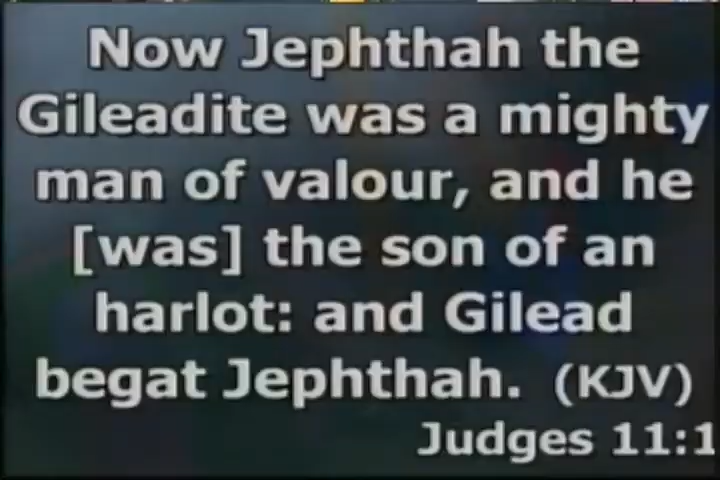 Now Jephthah the
Gileadite was a mighty
man of valour, and he
[was] the son of an
harlot: and Gilead
begat Jephthah. (KJV)
Judges 11:1